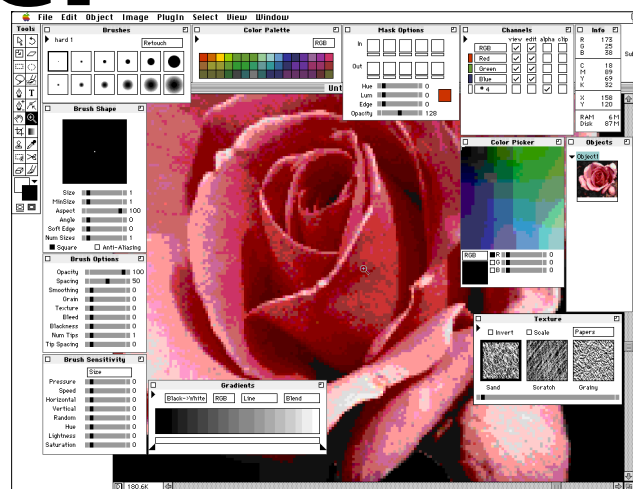 File Edit Object Image PlugIn Select View Window
Tools
Brushes
hard 1
Retouch
Color Palette
RGB
Mask Options
In
Out
Hue 0
Lum 0
Edge 0
Opacity 128
Channels
view edit alpha clip
RGB
Red
Green
Blue
* 4
Info
R 173
G 25
B 38
C 18
M 89
Y 69
K 32
X 158
Y 120
RAM 6M
Disk 87M
Brush Shape
Size 1
MinSize 1
Aspect 100
Angle 0
Soft Edge 0
Num Sizes 1
Square Anti-Aliasing
Color Picker
RGB
R 0
G 0
B 0
Objects
Object1
Brush Options
Opacity 100
Spacing 50
Smoothing 0
Grain 0
Texture 0
Bleed 0
Blackness 0
Num Tips 1
Tip Spacing 0
Texture
Invert Scale Papers
Sand Scratch Grainy
Brush Sensitivity
Size
Pressure 0
Speed 0
Horizontal 0
Vertical 0
Random 0
Hue 0
Lightness 0
Saturation 0
Gradients
Black->White RGB Line Blend
180.6K